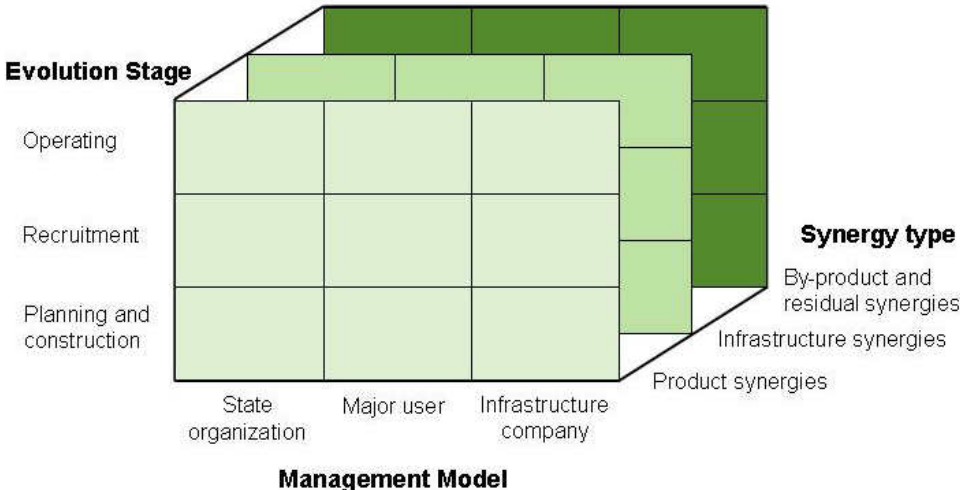 Evolution Stage
Operating
Recruitment
Planning and
construction
Synergy type
By-product and
residual synergies
Infrastructure synergies
Product synergies
State
organization
Major user
Infrastructure
company
Management Model